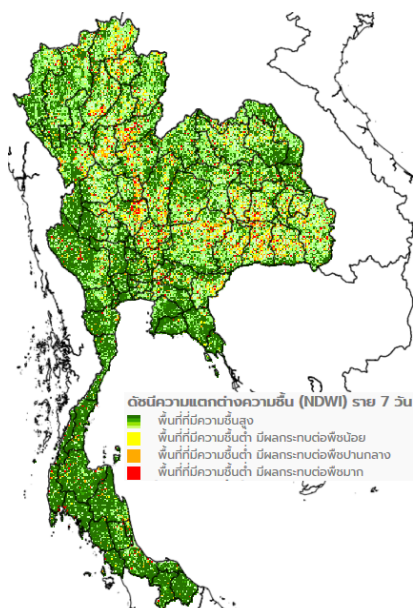 ดัชนีความแตกต่างความชื้น (NDWI) ราย 7 วัน
พื้นที่ที่มีความชื้นสูง
พื้นที่ที่มีความชื้นต่ำ มีผลกระทบต่อพืชน้อย
พื้นที่ที่มีความชื้นต่ำ มีผลกระทบต่อพืชปานกลาง
พื้นที่ที่มีความชื้นต่ำ มีผลกระทบต่อพืชมาก